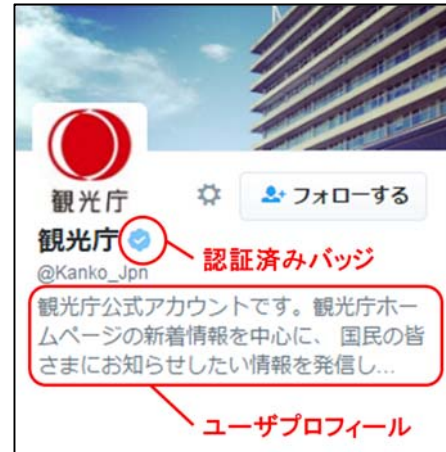 観光庁
フォローする
観光庁
認証済みバッジ
@Kanko_Jpn
観光庁公式アカウントです。観光庁ホー
ムページの新着情報を中心に、 国民の皆
さまにお知らせしたい情報を発信し...
ユーザプロフィール